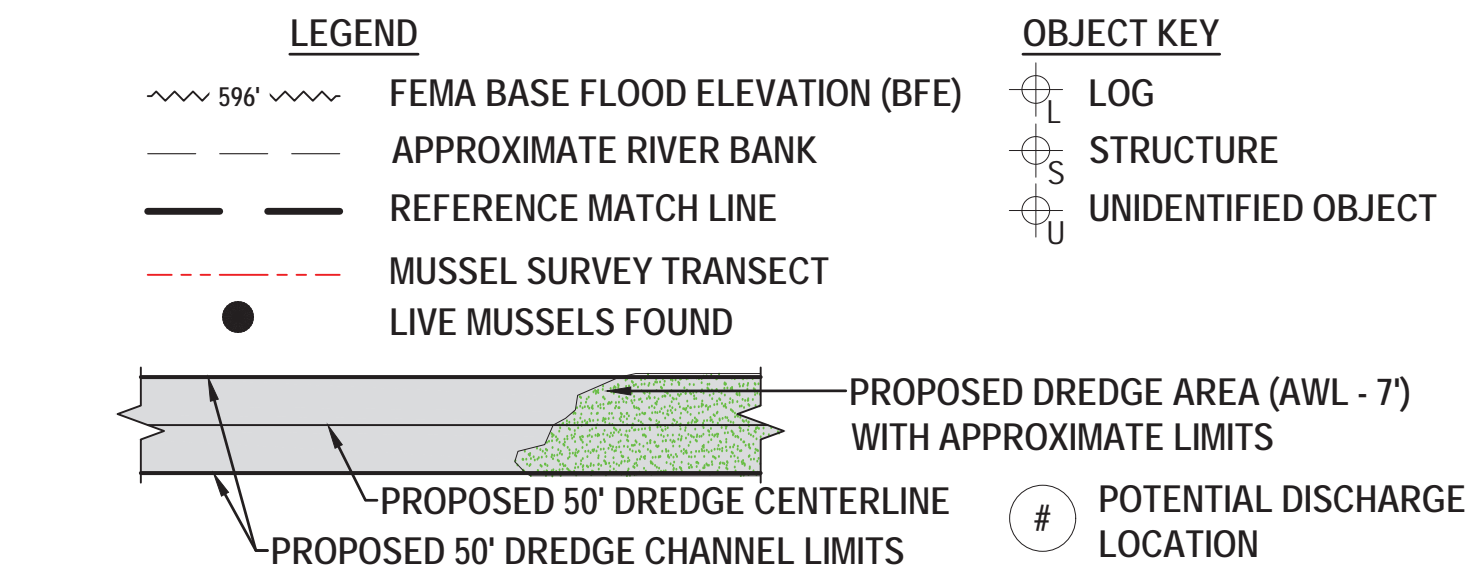 LEGEND
596' FEMA BASE FLOOD ELEVATION (BFE)
APPROXIMATE RIVER BANK
REFERENCE MATCH LINE
MUSSEL SURVEY TRANSECT
LIVE MUSSELS FOUND
OBJECT KEY
L LOG
S STRUCTURE
U UNIDENTIFIED OBJECT
PROPOSED DREDGE AREA (AWL - 7')
WITH APPROXIMATE LIMITS
PROPOSED 50' DREDGE CENTERLINE
PROPOSED 50' DREDGE CHANNEL LIMITS
# POTENTIAL DISCHARGE
LOCATION